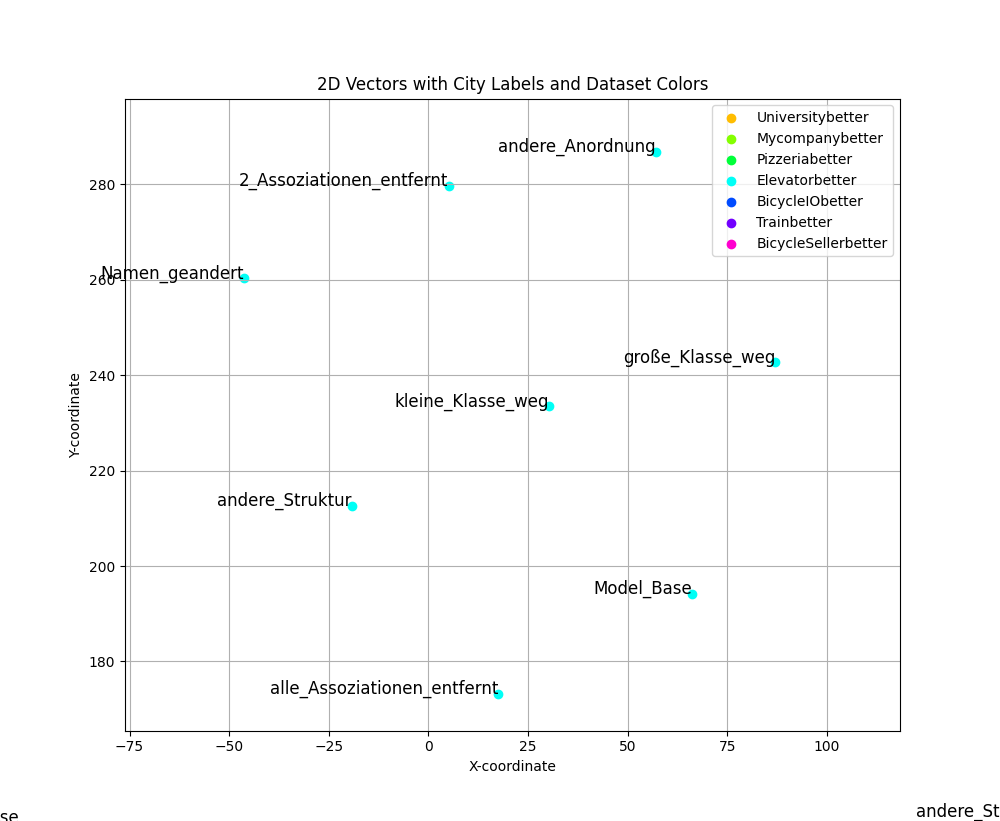 2D Vectors with City Labels and Dataset Colors
andere_Anordnung
2_Assoziationen_entfernt
Namen_geandert
große_Klasse_weg
kleine_Klasse_weg
andere_Struktur
Model_Base
alle_Assoziationen_entfernt
Universitybetter
Mycompanybetter
Pizzeriabetter
Elevatorbetter
BicycleIObetter
Trainbetter
BicycleSellerbetter
280
260
240
220
200
180
Y-coordinate
−75 −50 −25 0 25 50 75 100
X-coordinate
se
andere_St